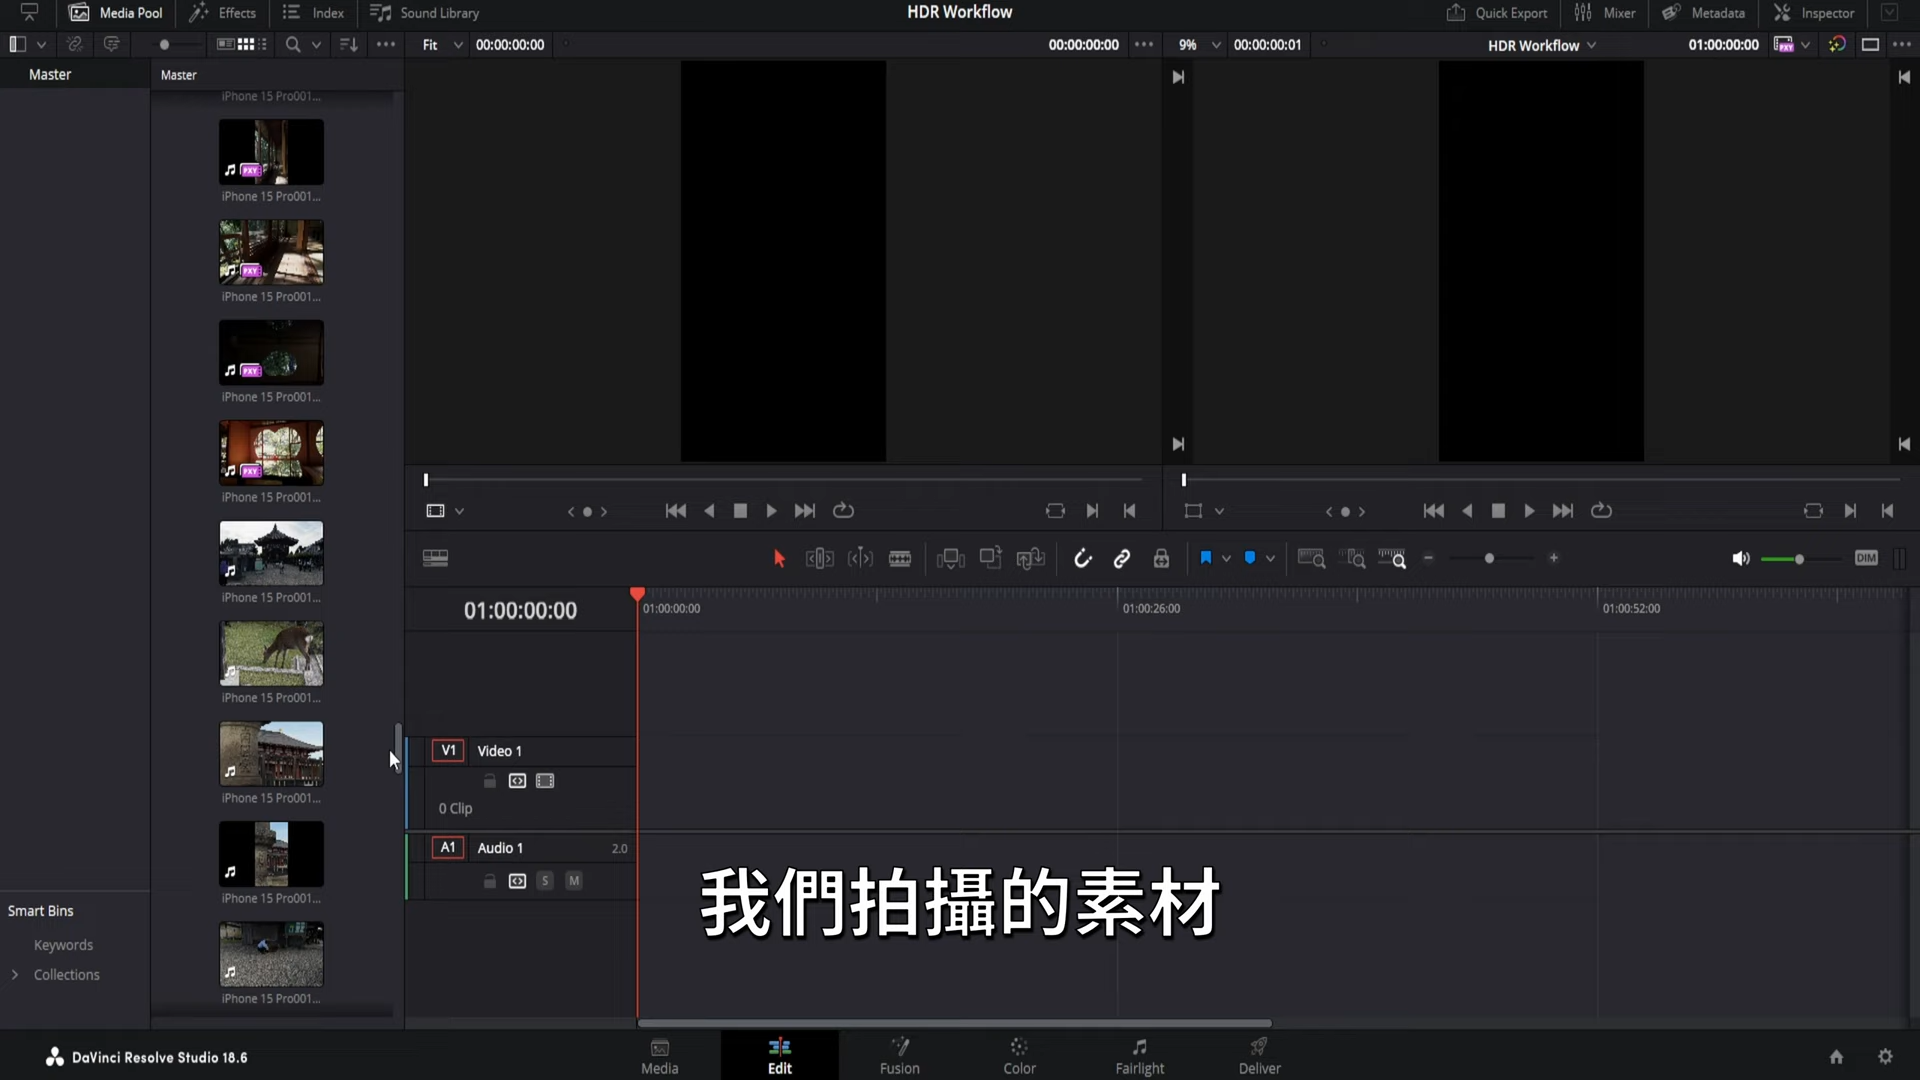 Media Pool
Effects
Index
Sound Library
HDR Workflow
Quick Export
Mixer
Metadata
Inspector
Fit
00:00:00:00
00:00:00:00
9%
00:00:00:01
HDR Workflow
01:00:00:00
PXY
Master
Master
iPhone 15 Pro001...
PXY
iPhone 15 Pro001...
PXY
iPhone 15 Pro001...
PXY
iPhone 15 Pro001...
PXY
iPhone 15 Pro001...
iPhone 15 Pro001...
iPhone 15 Pro001...
iPhone 15 Pro001...
iPhone 15 Pro001...
iPhone 15 Pro001...
DIM
01:00:00:00
01:00:00:00
01:00:26:00
01:00:52:00
V1
Video 1
0 Clip
A1
Audio 1
2.0
S
M
我們拍攝的素材
Smart Bins
Keywords
Collections
DaVinci Resolve Studio 18.6
Media
Edit
Fusion
Color
Fairlight
Deliver